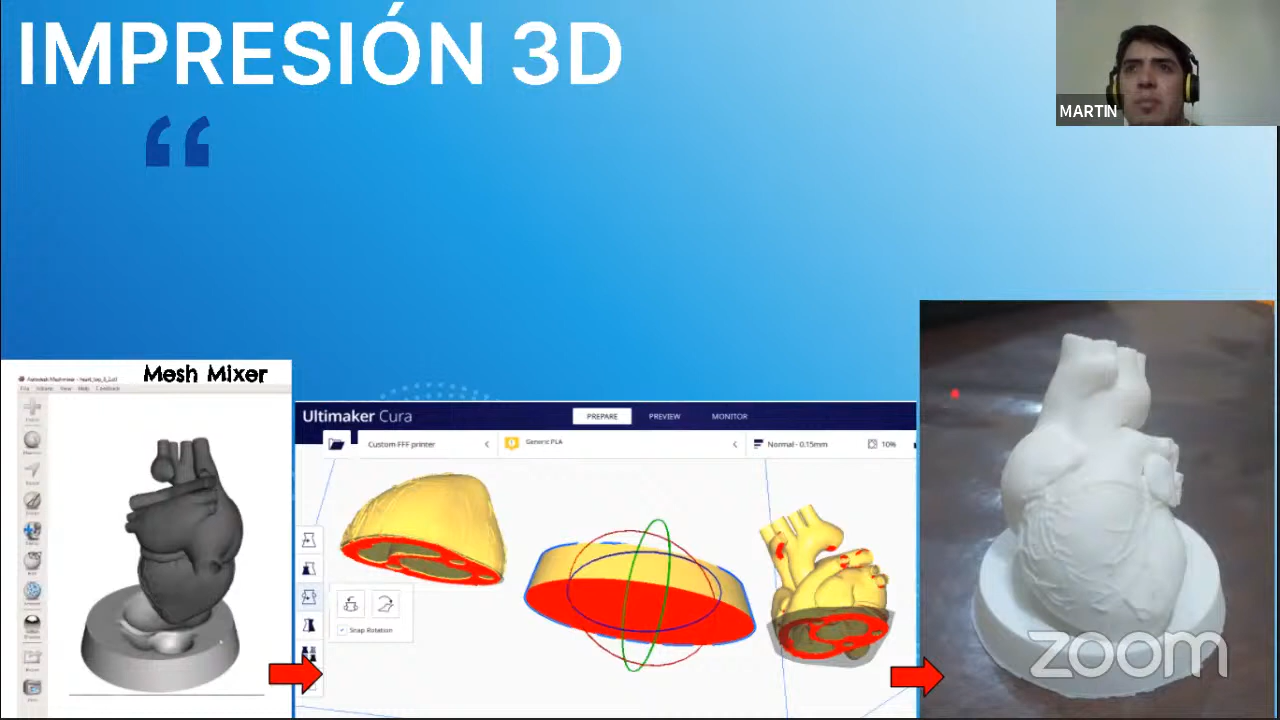 IMPRESIÓN 3D
“
MARTIN
Mesh Mixer
Ultimaker Cura
PREPARE
PREVIEW
MONITOR
Custom FFF printer
Generic PLA
Normal - 0.15mm
10%
Snap Rotation
zoom